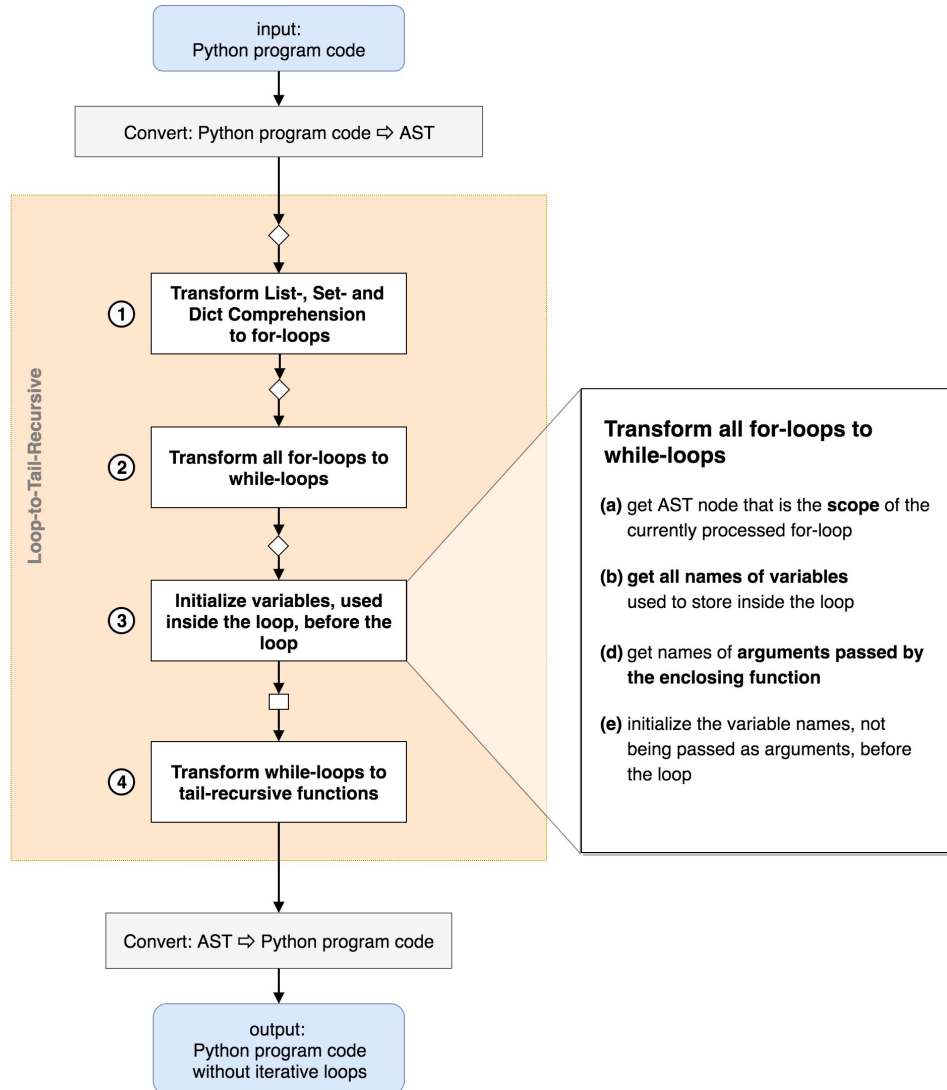 input:
Python program code
Convert: Python program code ⇨ AST
Loop-to-Tail-Recursive
1
Transform List-, Set- and
Dict Comprehension
to for-loops
2
Transform all for-loops to
while-loops
3
Initialize variables, used
inside the loop, before the
loop
4
Transform while-loops to
tail-recursive functions
Transform all for-loops to
while-loops
(a) get AST node that is the scope of the
currently processed for-loop
(b) get all names of variables
used to store inside the loop
(d) get names of arguments passed by
the enclosing function
(e) initialize the variable names, not
being passed as arguments, before
the loop
Convert: AST ⇨ Python program code
output:
Python program code
without iterative loops